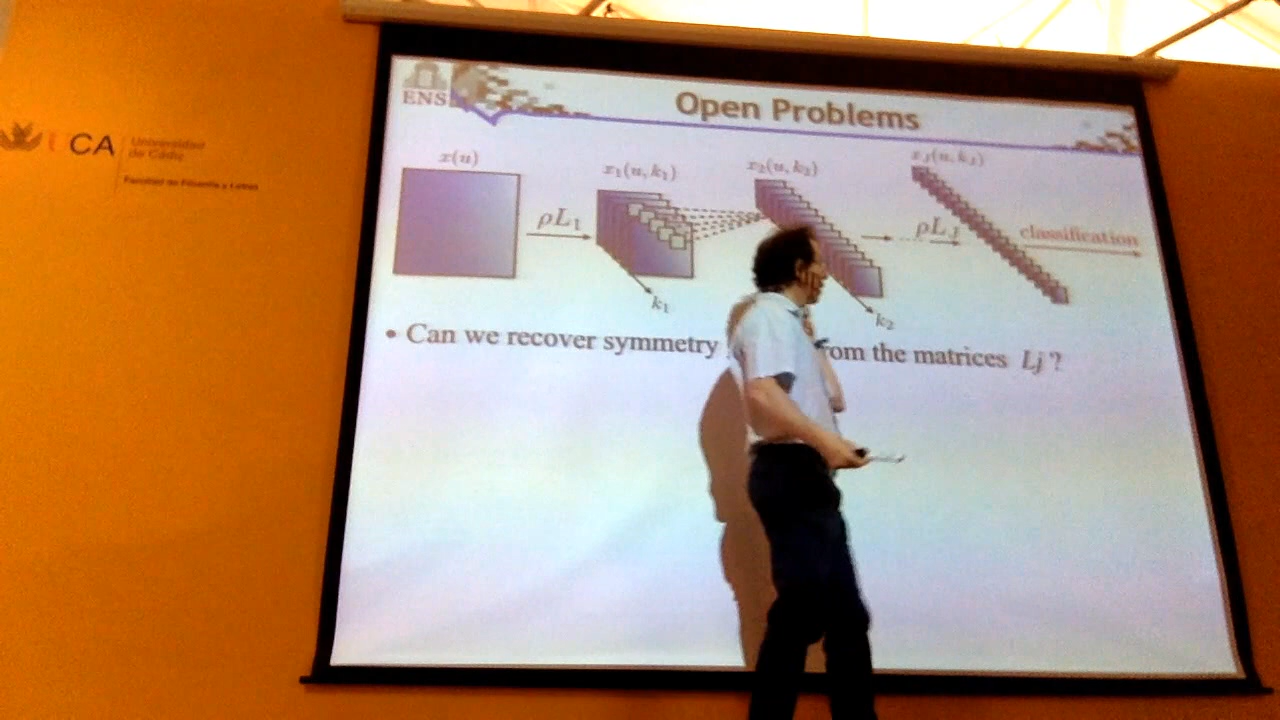 UCA
Universidad
de Cádiz
Facultad de Filosofía y Letras
ENS
Open Problems
x(u)
x₁(u, k₁)
x₂(u, k₂)
x_J(u, k_J)
ρL₁
ρL_J
classification
k₁
k₂
• Can we recover symmetry om the matrices Lj ?